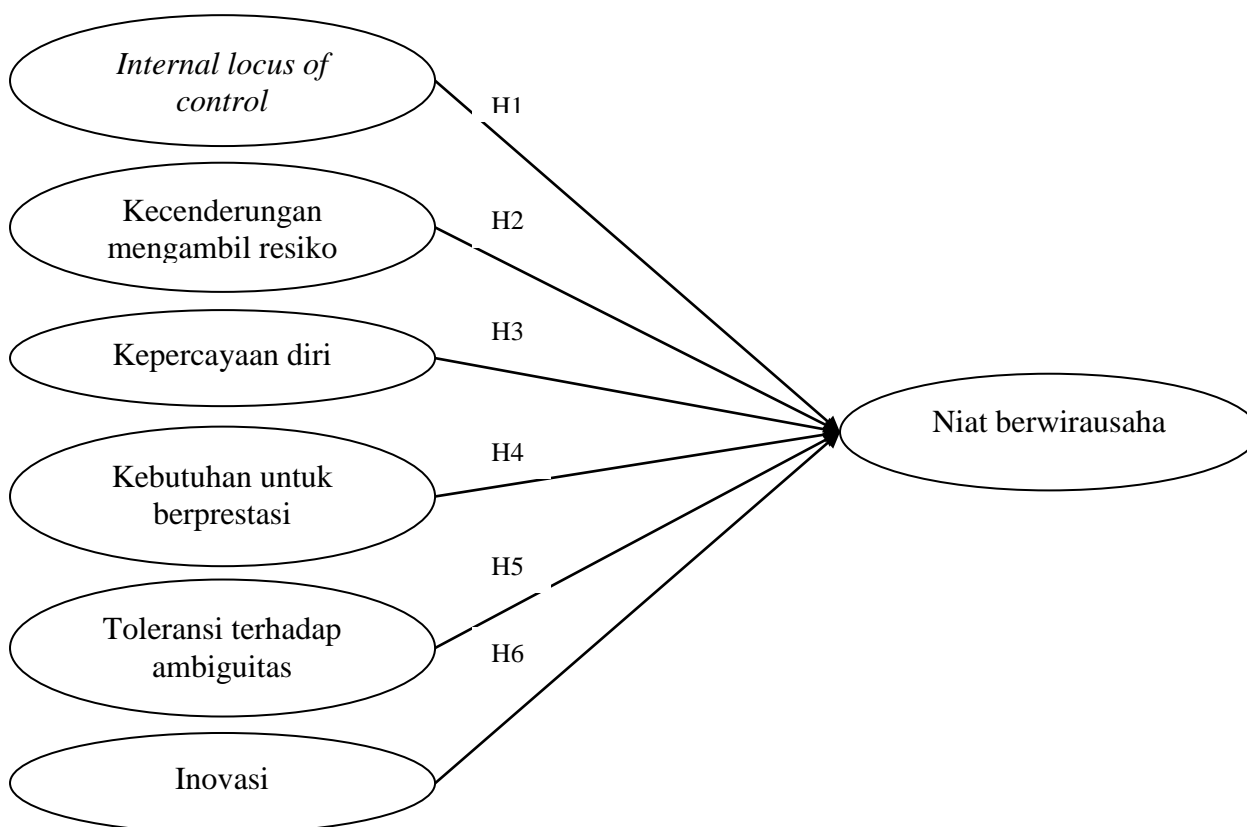 Internal locus of
control
H1
Kecenderungan
mengambil resiko
H2
Kepercayaan diri
H3
Kebutuhan untuk
berprestasi
H4
Toleransi terhadap
ambiguitas
H5
Inovasi
H6
Niat berwirausaha